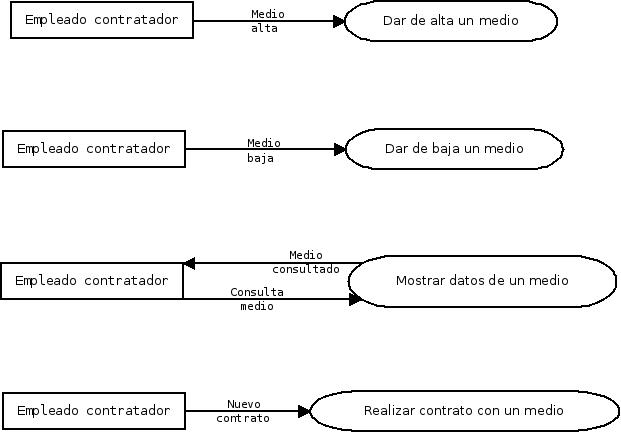 Empleado contratador
Medio
alta
Dar de alta un medio
Empleado contratador
Medio
baja
Dar de baja un medio
Empleado contratador
Medio
consultado
Consulta
medio
Mostrar datos de un medio
Empleado contratador
Nuevo
contrato
Realizar contrato con un medio